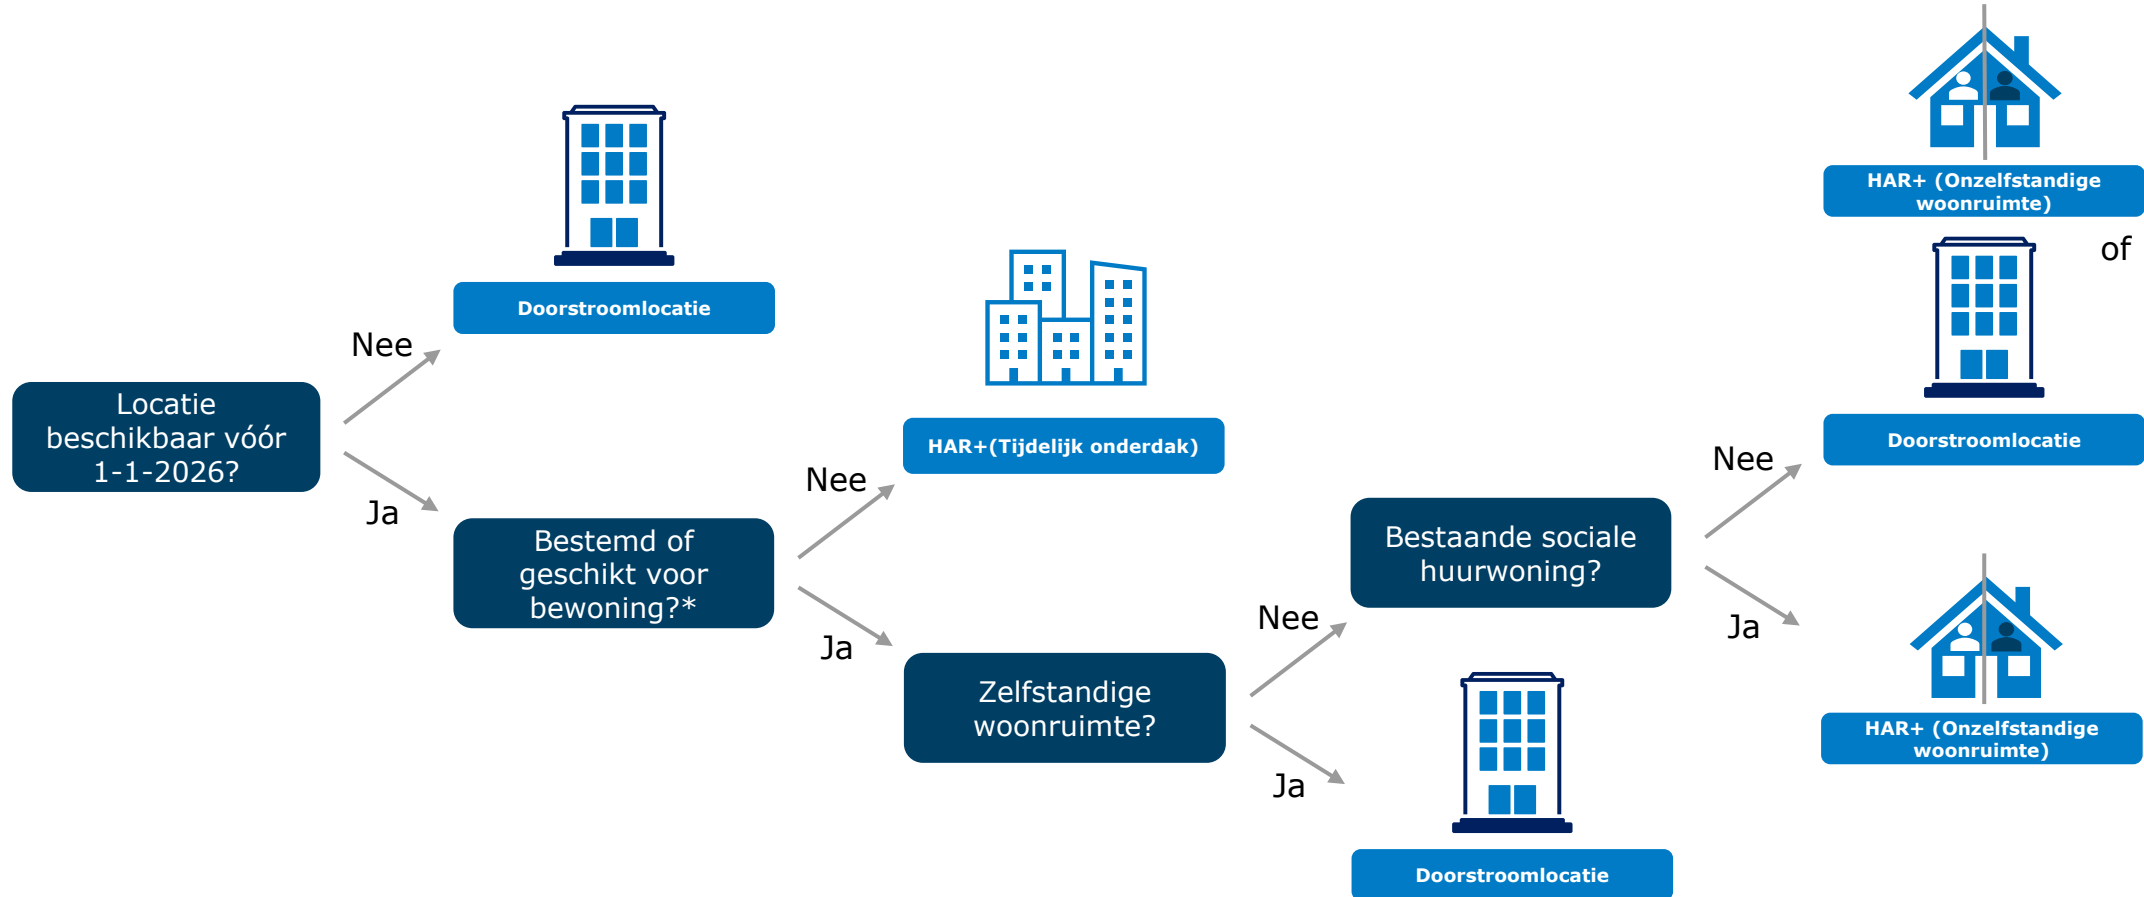 HAR+ (Onzelfstandige
woonruimte)
of
Doorstroomlocatie
Nee
Locatie
beschikbaar vóór
1-1-2026?
Ja
HAR+(Tijdelijk onderdak)
Nee
Bestemd of
geschikt voor
bewoning?*
Ja
Doorstroomlocatie
Nee
Bestaande sociale
huurwoning?
Ja
Nee
Zelfstandige
woonruimte?
Ja
HAR+ (Onzelfstandige
woonruimte)
Doorstroomlocatie